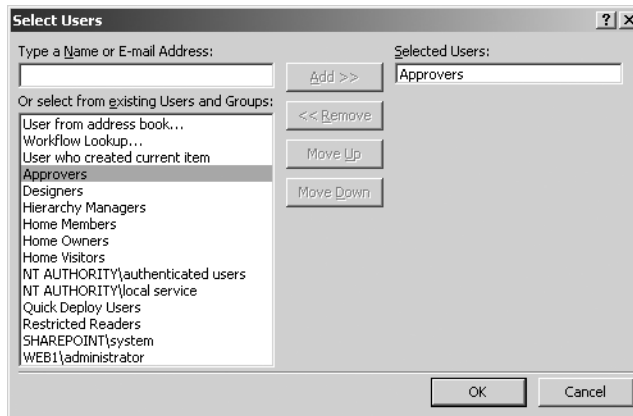 Select Users
Type a Name or E-mail Address:
Selected Users:
Add >>
Approvers
Or select from existing Users and Groups:
<< Remove
User from address book...
Workflow Lookup...
User who created current item
Move Up
Approvers
Designers
Move Down
Hierarchy Managers
Home Members
Home Owners
Home Visitors
NT AUTHORITY\authenticated users
NT AUTHORITY\local service
Quick Deploy Users
Restricted Readers
SHAREPOINT\system
WEB1\administrator
OK
Cancel